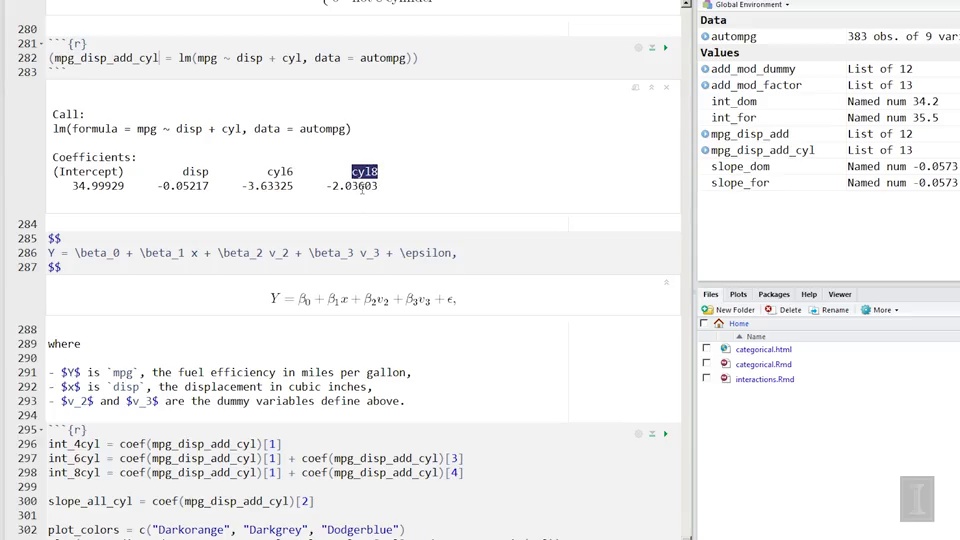 280
281 ```{r}
282 (mpg_disp_add_cyl = lm(mpg ~ disp + cyl, data = autompg))
283 ```
Call:
lm(formula = mpg ~ disp + cyl, data = autompg)
Coefficients:
(Intercept) disp cyl6 cyl8
34.99929 -0.05217 -3.63325 -2.03603
284
285 $$
286 Y = \beta_0 + \beta_1 x + \beta_2 v_2 + \beta_3 v_3 + \epsilon,
287 $$
Y = β0 + β1x + β2v2 + β3v3 + ϵ,
288
289 where
290
291 - $Y$ is `mpg`, the fuel efficiency in miles per gallon,
292 - $x$ is `disp`, the displacement in cubic inches,
293 - $v_2$ and $v_3$ are the dummy variables define above.
294
295 ```{r}
296 int_4cyl = coef(mpg_disp_add_cyl)[1]
297 int_6cyl = coef(mpg_disp_add_cyl)[1] + coef(mpg_disp_add_cyl)[3]
298 int_8cyl = coef(mpg_disp_add_cyl)[1] + coef(mpg_disp_add_cyl)[4]
299
300 slope_all_cyl = coef(mpg_disp_add_cyl)[2]
301
302 plot_colors = c("Darkorange", "Darkgrey", "Dodgerblue")
Global Environment
Data
autompg 383 obs. of 9 vari
Values
add_mod_dummy List of 12
add_mod_factor List of 13
int_dom Named num 34.2
int_for Named num 35.5
mpg_disp_add List of 12
mpg_disp_add_cyl List of 13
slope_dom Named num -0.0573
slope_for Named num -0.0573
Files Plots Packages Help Viewer
New Folder Delete Rename More
Home
Name
categorical.html
categorical.Rmd
interactions.Rmd
I